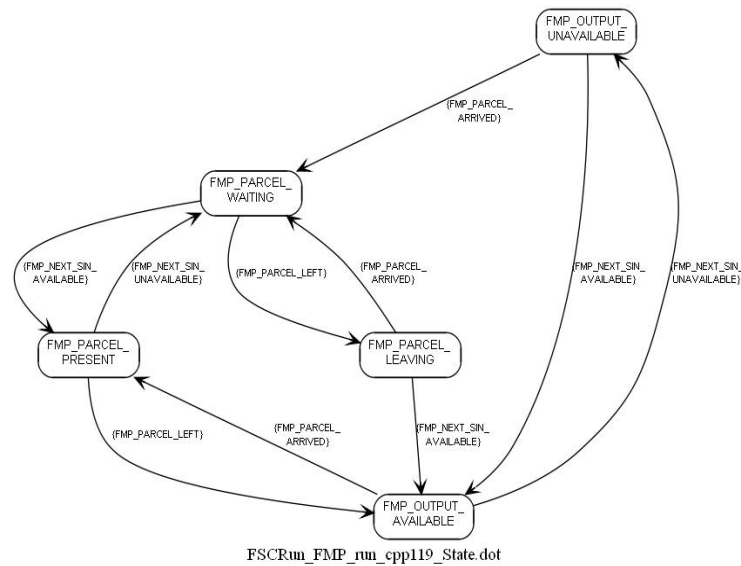 FMP_OUTPUT_
UNAVAILABLE
{FMP_PARCEL_
ARRIVED}
FMP_PARCEL_
WAITING
{FMP_NEXT_SIN_
AVAILABLE}
{FMP_NEXT_SIN_
UNAVAILABLE}
{FMP_PARCEL_LEFT}
{FMP_PARCEL_
ARRIVED}
{FMP_NEXT_SIN_
AVAILABLE}
{FMP_NEXT_SIN_
UNAVAILABLE}
FMP_PARCEL_
PRESENT
FMP_PARCEL_
LEAVING
{FMP_PARCEL_LEFT}
{FMP_PARCEL_
ARRIVED}
{FMP_NEXT_SIN_
AVAILABLE}
FMP_OUTPUT_
AVAILABLE
FSCRun_FMP_run_cpp119_State.dot